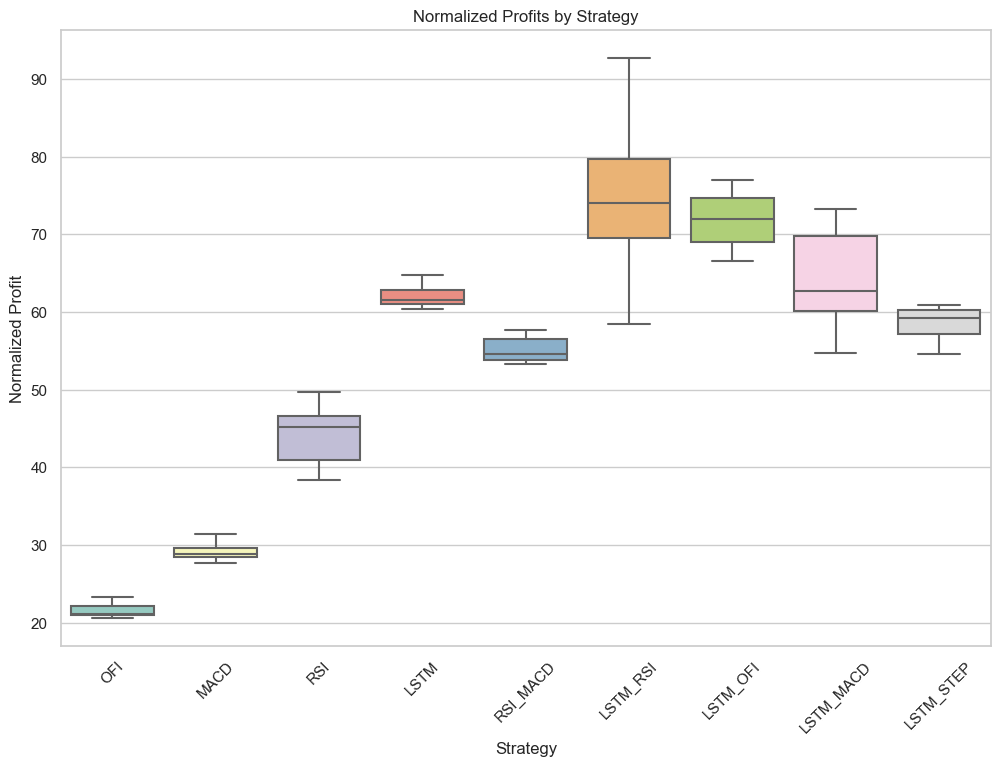 Normalized Profits by Strategy
Normalized Profit
90
80
70
60
50
40
30
20
OFI
MACD
RSI
LSTM
RSI_MACD
LSTM_RSI
LSTM_OFI
LSTM_MACD
LSTM_STEP
Strategy